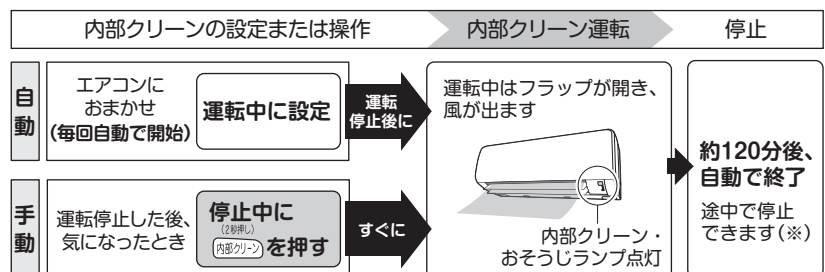 内部クリーンの設定または操作
内部クリーン運転
停止
自動
エアコンに
おまかせ
(毎回自動で開始)
運転中に設定
運転
停止後に
手動
運転停止した後、
気になったとき
停止中に
(2秒押し)
内部クリーン を押す
すぐに
運転中はフラップが開き、
風が出ます
内部クリーン・
おそうじランプ点灯
約120分後、
自動で終了
途中で停止
できます(※)